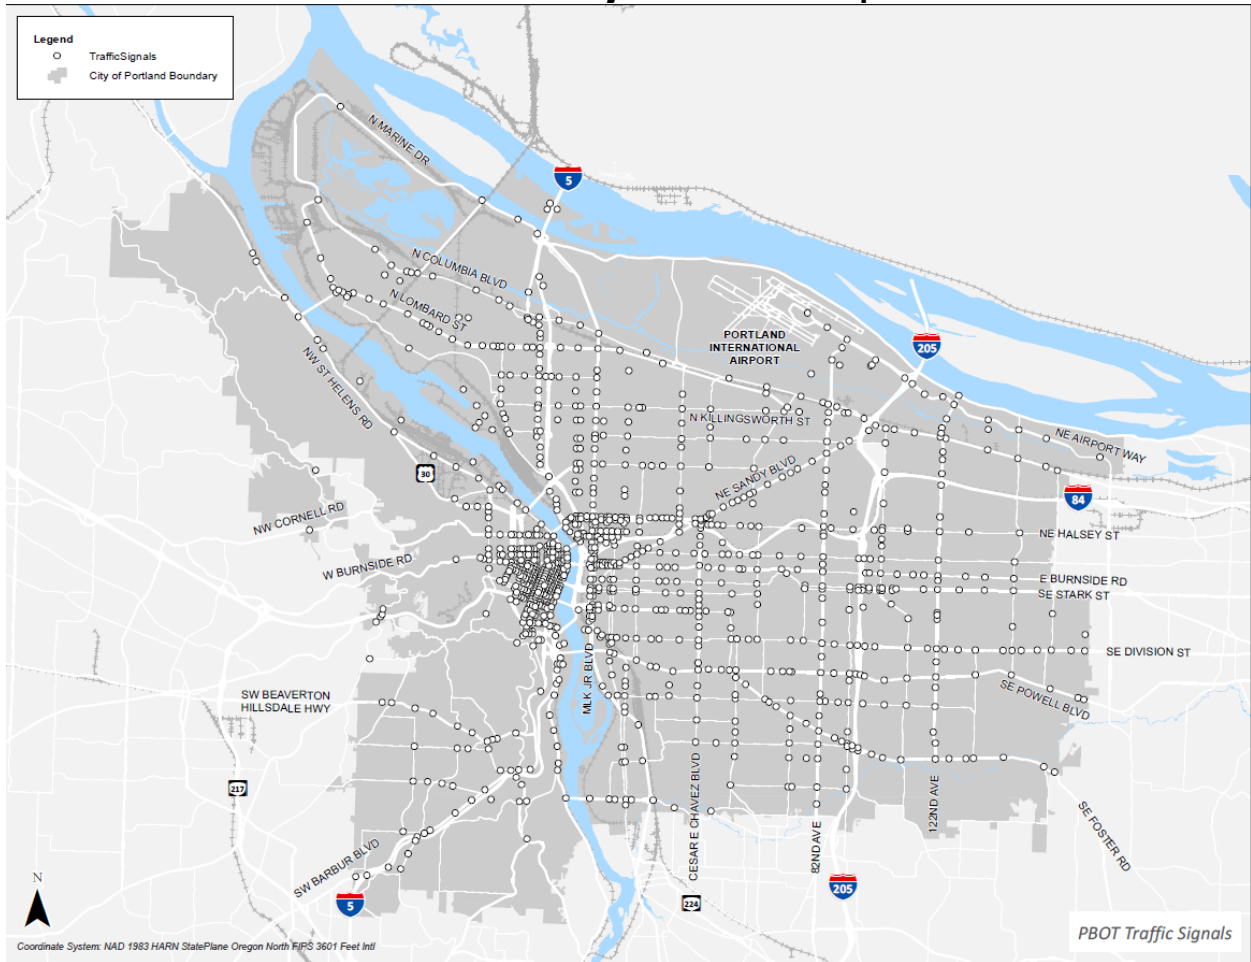 Legend
TrafficSignals
City of Portland Boundary
N MARINE DR
5
N COLUMBIA BLVD
N LOMBARD ST
PORTLAND
INTERNATIONAL
AIRPORT
205
NW ST HELENS RD
N KILLINGSWORTH ST
NE AIRPORT WAY
30
NE SANDY BLVD
84
NW CORNELL RD
NE HALSEY ST
W BURNSIDE RD
E BURNSIDE RD
SE STARK ST
SE DIVISION ST
MLK JR BLVD
SW BEAVERTON
HILLSDALE HWY
SE POWELL BLVD
217
CESAR E CHAVEZ BLVD
82ND AVE
122ND AVE
SE FOSTER RD
SW BARBUR BLVD
205
5
224
N
PBOT Traffic Signals
Coordinate System: NAD 1983 HARN StatePlane Oregon North FIPS 3601 Feet Intl